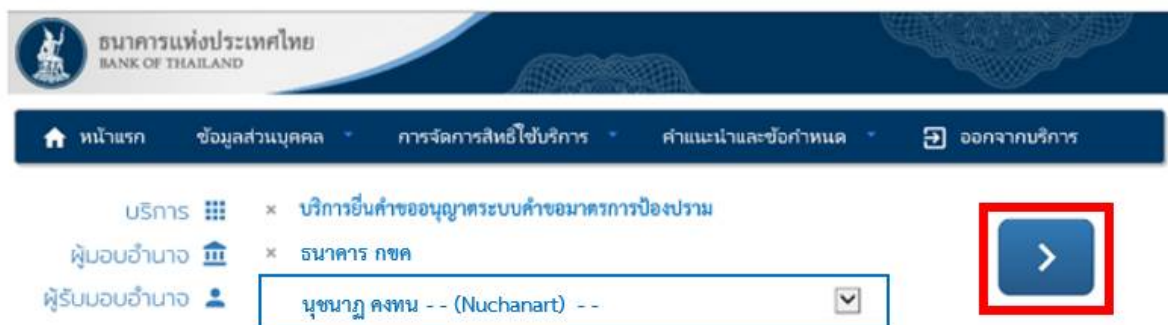 ธนาคารแห่งประเทศไทย
BANK OF THAILAND
หน้าแรก ข้อมูลส่วนบุคคล การจัดการสิทธิใช้บริการ คำแนะนำและข้อกำหนด ออกจากบริการ
บริการ × บริการยื่นคำขออนุญาตระบบคำขอมาตรการป้องปราม
ผู้มอบอำนาจ × ธนาคาร กขค
ผู้รับมอบอำนาจ นุชนาฏ คงทน - - (Nuchanart) - -